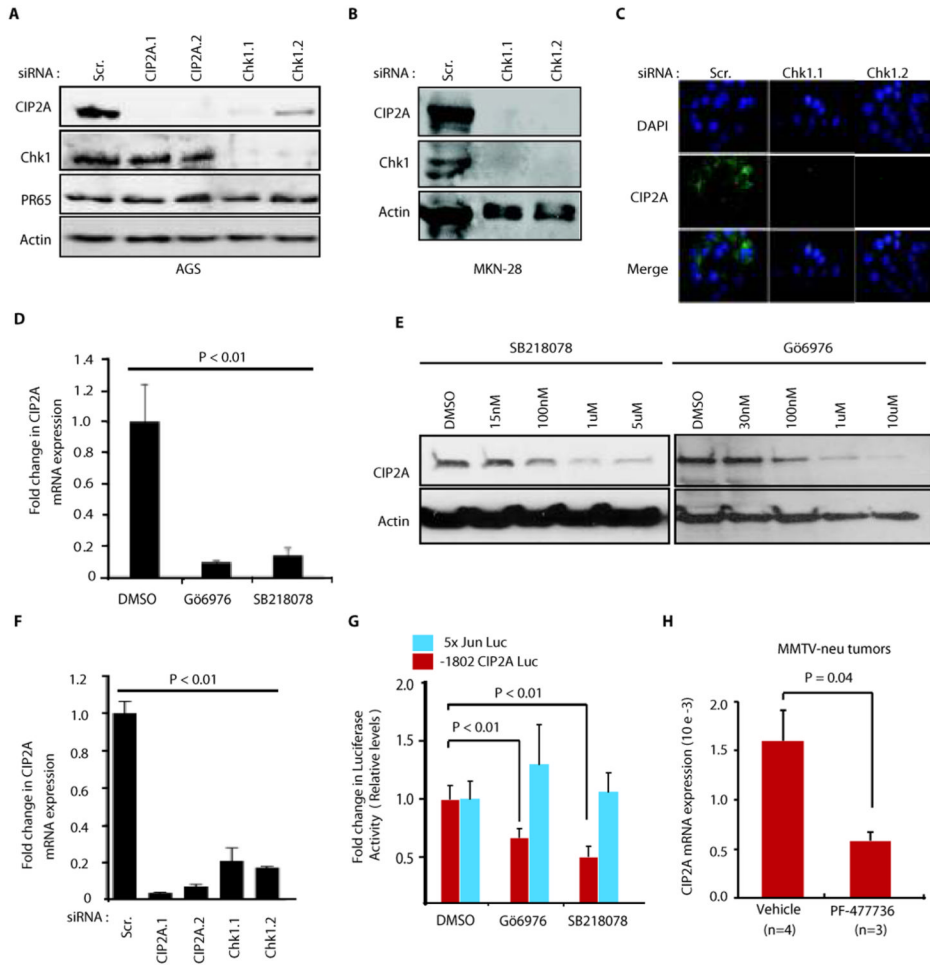 A
siRNA :
Scr.
CIP2A.1
CIP2A.2
Chk1.1
Chk1.2
CIP2A
Chk1
PR65
Actin
AGS
B
Scr.
Chk1.1
Chk1.2
CIP2A
Chk1
Actin
MKN-28
C
siRNA : Scr. Chk1.1 Chk1.2
DAPI
CIP2A
Merge
D
P < 0.01
Fold change in CIP2A
mRNA expression
1.4
1.2
1.0
0.8
0.6
0.4
0.2
0
DMSO Gö6976 SB218078
E
SB218078 Gö6976
DMSO
15nM
100nM
1uM
5uM
DMSO
30nM
100nM
1uM
10uM
CIP2A
Actin
F
P < 0.01
Fold change in CIP2A
mRNA expression
1.2
1.0
0.8
0.6
0.4
0.2
0
siRNA :
Scr.
CIP2A.1
CIP2A.2
Chk1.1
Chk1.2
G
5x Jun Luc
-1802 CIP2A Luc
P < 0.01
P < 0.01
Fold change in Luciferase
Activity ( Relative levels)
2.0
1.5
1.0
0.5
DMSO Gö6976 SB218078
H
MMTV-neu tumors
P = 0.04
CIP2A mRNA expression (10 e -3)
2.0
1.5
1.0
0.5
0
Vehicle PF-477736
(n=4) (n=3)